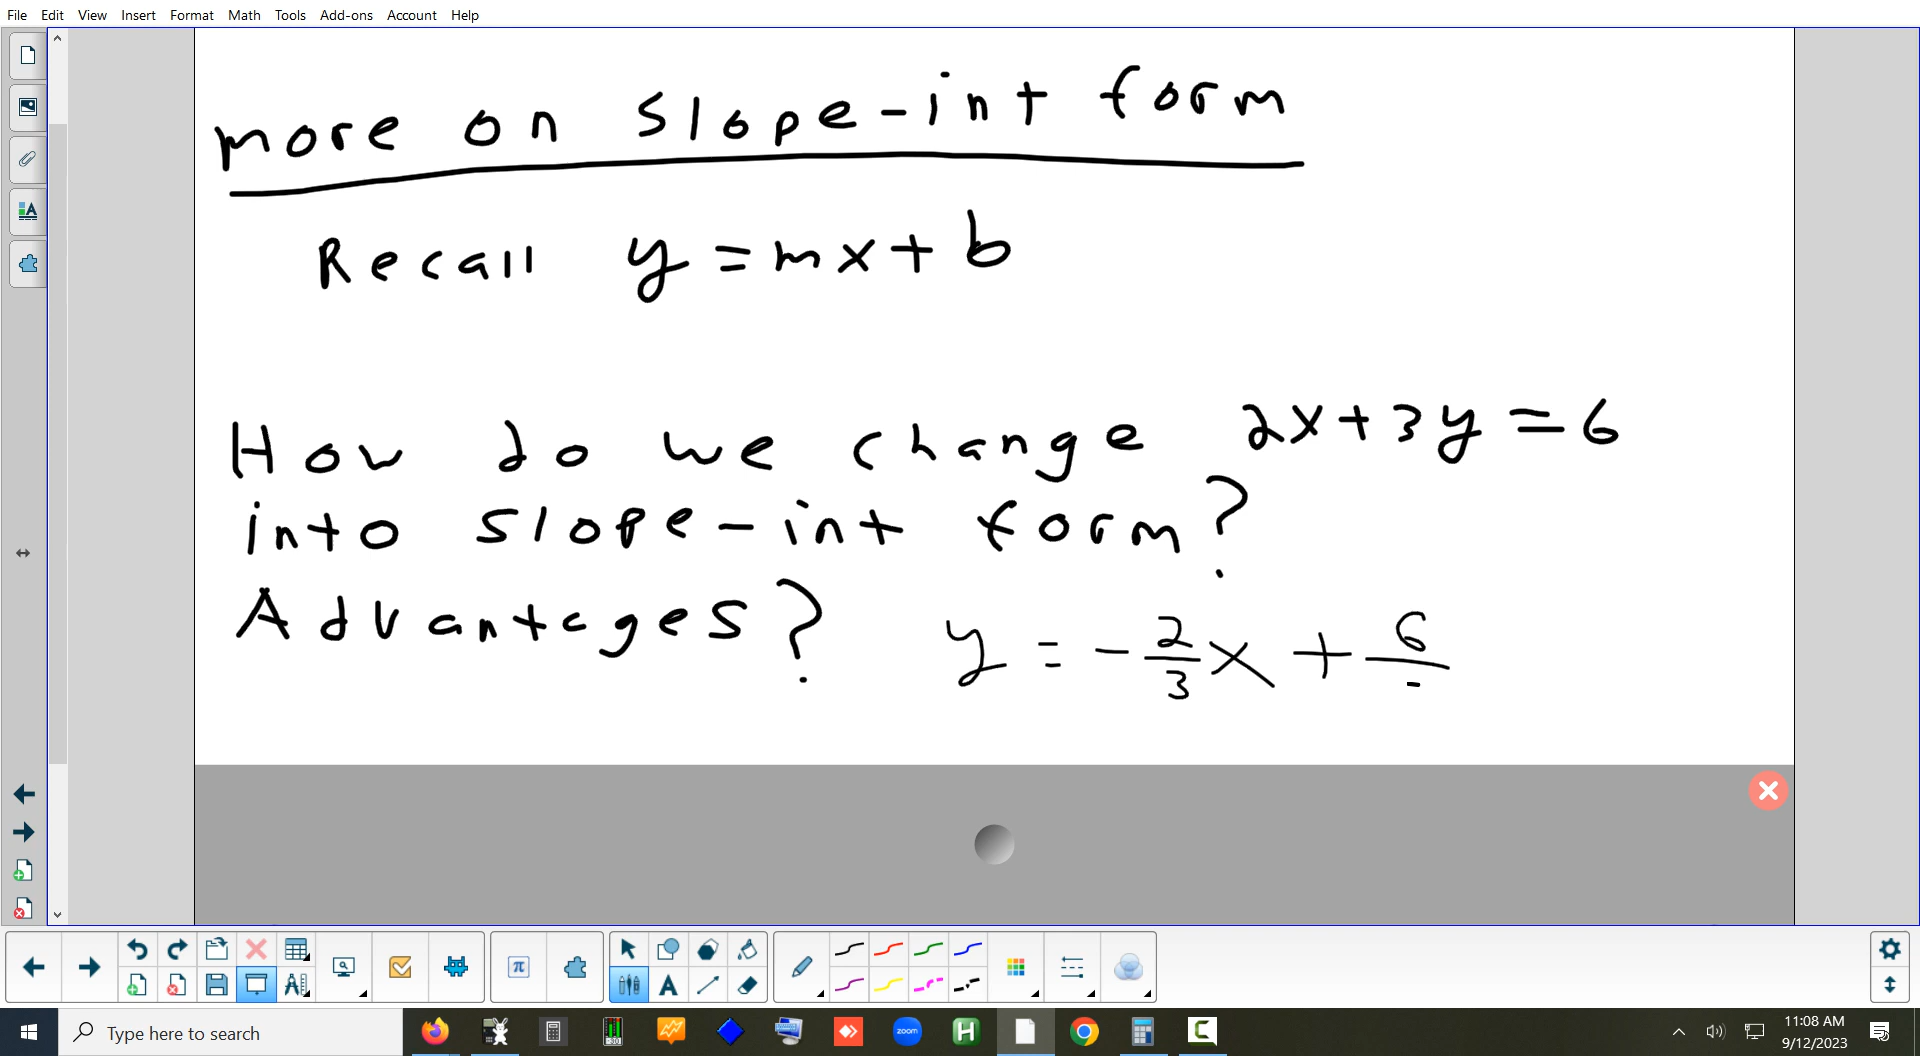 File Edit View Insert Format Math Tools Add-ons Account Help
more on slope-int form
Recall y = mx + b
How do we change 2x + 3y = 6
into slope-int form?
Advantages?
y = - 2/3 x + 6/
π
A
Type here to search
zoom
H
C
11:08 AM
9/12/2023